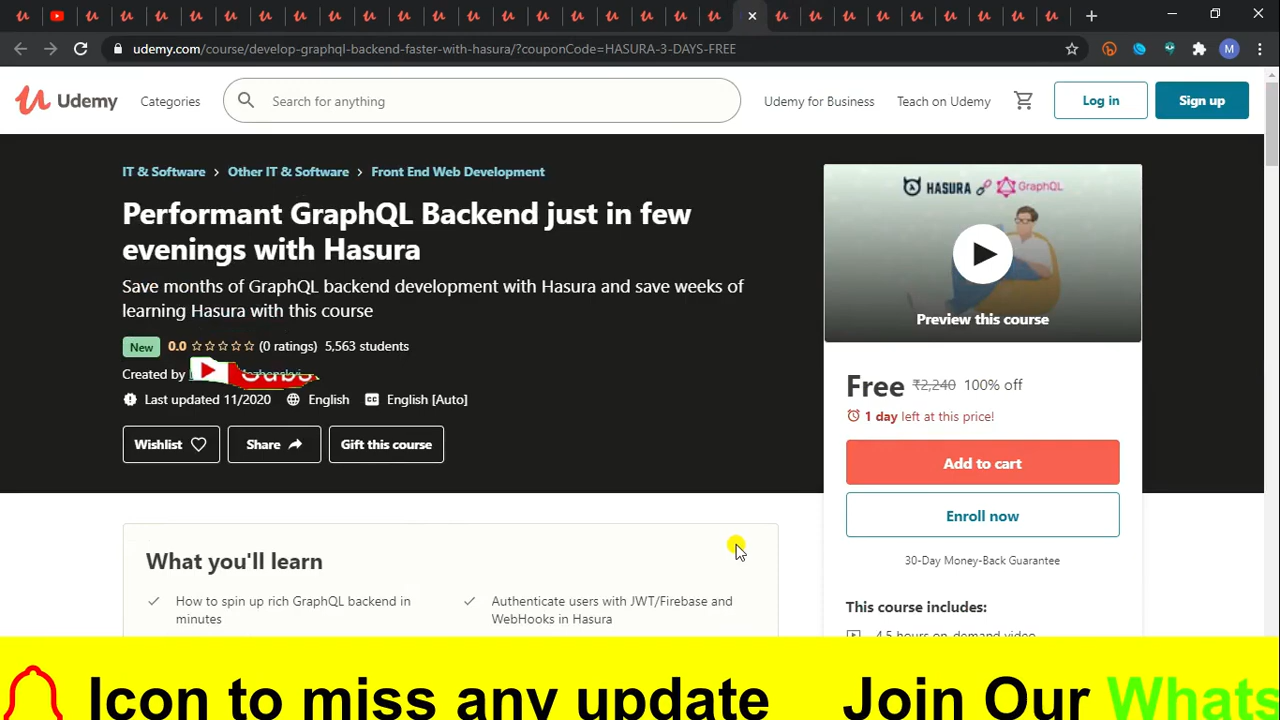 udemy.com/course/develop-graphql-backend-faster-with-hasura/?couponCode=HASURA-3-DAYS-FREE
M
Udemy
Categories
Search for anything
Udemy for Business
Teach on Udemy
Log in
Sign up
IT & Software > Other IT & Software > Front End Web Development
Performant GraphQL Backend just in few
evenings with Hasura
Save months of GraphQL backend development with Hasura and save weeks of
learning Hasura with this course
New 0.0 (0 ratings) 5,563 students
Created by
Last updated 11/2020 English English [Auto]
Wishlist
Share
Gift this course
HASURA GraphQL
Preview this course
Free ₹2,240 100% off
1 day left at this price!
Add to cart
Enroll now
30-Day Money-Back Guarantee
This course includes:
4.5 hours on-demand video
What you'll learn
How to spin up rich GraphQL backend in
minutes
Authenticate users with JWT/Firebase and
WebHooks in Hasura
Icon to miss any update Join Our Whats